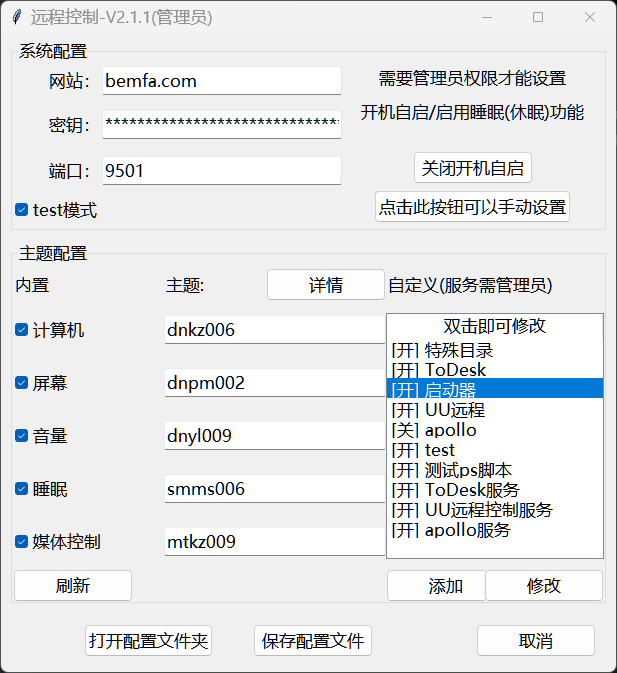 远程控制-V2.1.1(管理员)
系统配置
网站： bemfa.com
需要管理员权限才能设置
密钥： *****************************
开机自启/启用睡眠(休眠)功能
端口： 9501
关闭开机自启
test模式
点击此按钮可以手动设置
主题配置
内置 主题: 详情 自定义(服务需管理员)
计算机 dnkz006
屏幕 dnpm002
音量 dnyl009
睡眠 smms006
媒体控制 mtkz009
双击即可修改
[开] 特殊目录
[开] ToDesk
[开] 启动器
[开] UU远程
[关] apollo
[开] test
[开] 测试ps脚本
[开] ToDesk服务
[开] UU远程控制服务
[开] apollo服务
刷新 添加 修改
打开配置文件夹 保存配置文件 取消